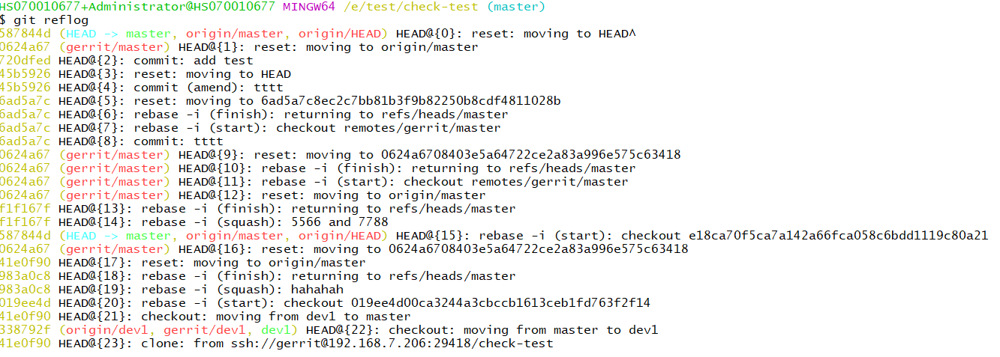 HS070010677+Administrator@HS070010677 MINGW64 /e/test/check-test (master)
$ git reflog
587844d (HEAD -> master, origin/master, origin/HEAD) HEAD@{0}: reset: moving to HEAD^
0624a67 (gerrit/master) HEAD@{1}: reset: moving to origin/master
720dfed HEAD@{2}: commit: add test
45b5926 HEAD@{3}: reset: moving to HEAD
45b5926 HEAD@{4}: commit (amend): tttt
6ad5a7c HEAD@{5}: reset: moving to 6ad5a7c8ec2c7bb81b3f9b82250b8cdf4811028b
6ad5a7c HEAD@{6}: rebase -i (finish): returning to refs/heads/master
6ad5a7c HEAD@{7}: rebase -i (start): checkout remotes/gerrit/master
6ad5a7c HEAD@{8}: commit: tttt
0624a67 (gerrit/master) HEAD@{9}: reset: moving to 0624a6708403e5a64722ce2a83a996e575c63418
0624a67 (gerrit/master) HEAD@{10}: rebase -i (finish): returning to refs/heads/master
0624a67 (gerrit/master) HEAD@{11}: rebase -i (start): checkout remotes/gerrit/master
0624a67 (gerrit/master) HEAD@{12}: reset: moving to origin/master
f1f167f HEAD@{13}: rebase -i (finish): returning to refs/heads/master
f1f167f HEAD@{14}: rebase -i (squash): 5566 and 7788
587844d (HEAD -> master, origin/master, origin/HEAD) HEAD@{15}: rebase -i (start): checkout e18ca70f5ca7a142a66fca058c6bdd1119c80a21
0624a67 (gerrit/master) HEAD@{16}: reset: moving to 0624a6708403e5a64722ce2a83a996e575c63418
41e0f90 HEAD@{17}: reset: moving to origin/master
983a0c8 HEAD@{18}: rebase -i (finish): returning to refs/heads/master
983a0c8 HEAD@{19}: rebase -i (squash): hahahah
019ee4d HEAD@{20}: rebase -i (start): checkout 019ee4d00ca3244a3cbccb1613ceb1fd763f2f14
41e0f90 HEAD@{21}: checkout: moving from dev1 to master
338792f (origin/dev1, gerrit/dev1, dev1) HEAD@{22}: checkout: moving from master to dev1
41e0f90 HEAD@{23}: clone: from ssh://gerrit@192.168.7.206:29418/check-test